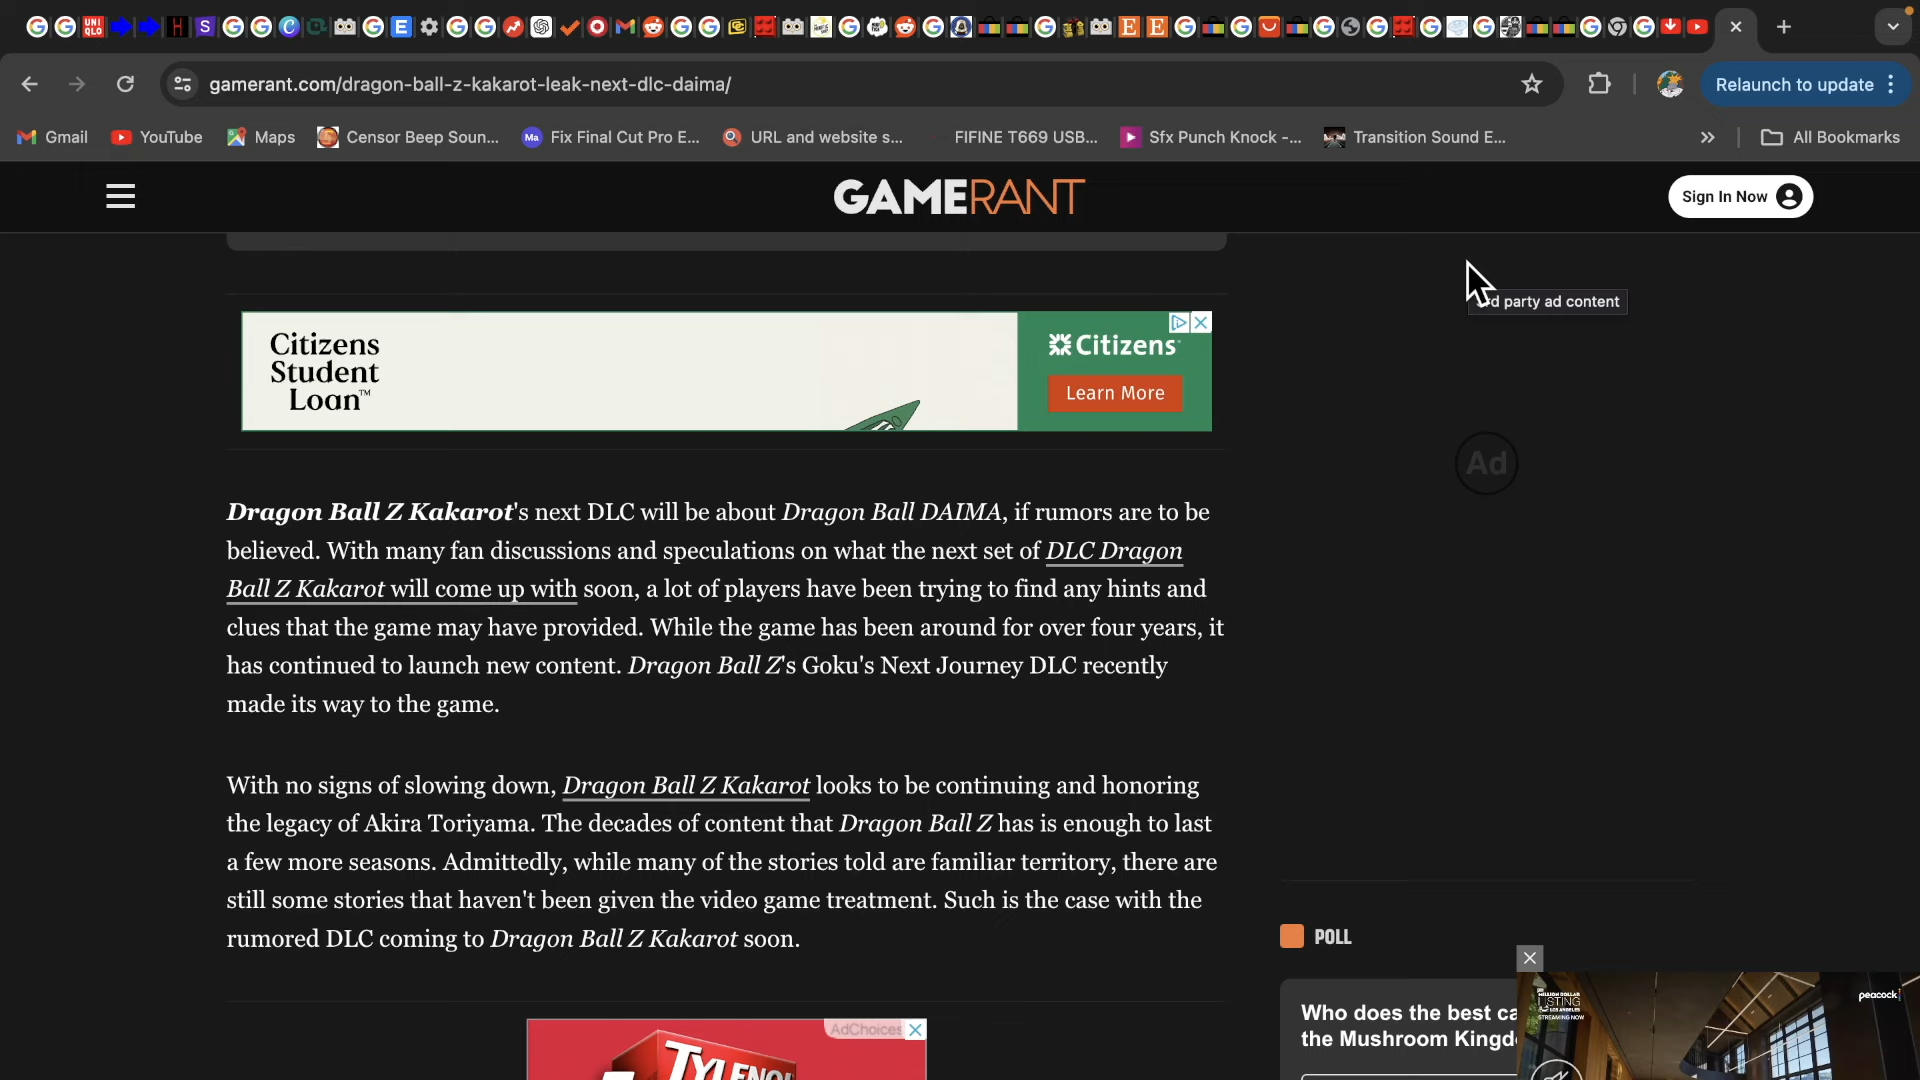 gamerant.com/dragon-ball-z-kakarot-leak-next-dlc-daima/
Relaunch to update
Gmail
YouTube
Maps
Censor Beep Soun...
Fix Final Cut Pro E...
URL and website s...
FIFINE T669 USB...
Sfx Punch Knock -...
Transition Sound E...
All Bookmarks
GAMERANT
Sign In Now
party ad content
Citizens
Student
Loan™
Citizens
Learn More
Ad
Dragon Ball Z Kakarot's next DLC will be about Dragon Ball DAIMA, if rumors are to be
believed. With many fan discussions and speculations on what the next set of DLC Dragon
Ball Z Kakarot will come up with soon, a lot of players have been trying to find any hints and
clues that the game may have provided. While the game has been around for over four years, it
has continued to launch new content. Dragon Ball Z's Goku's Next Journey DLC recently
made its way to the game.
With no signs of slowing down, Dragon Ball Z Kakarot looks to be continuing and honoring
the legacy of Akira Toriyama. The decades of content that Dragon Ball Z has is enough to last
a few more seasons. Admittedly, while many of the stories told are familiar territory, there are
still some stories that haven't been given the video game treatment. Such is the case with the
rumored DLC coming to Dragon Ball Z Kakarot soon.
AdChoices
TYLENOL
POLL
Who does the best ca
the Mushroom Kingd
MILLION DOLLAR
LISTING
LOS ANGELES
STREAMING NOW
peacock